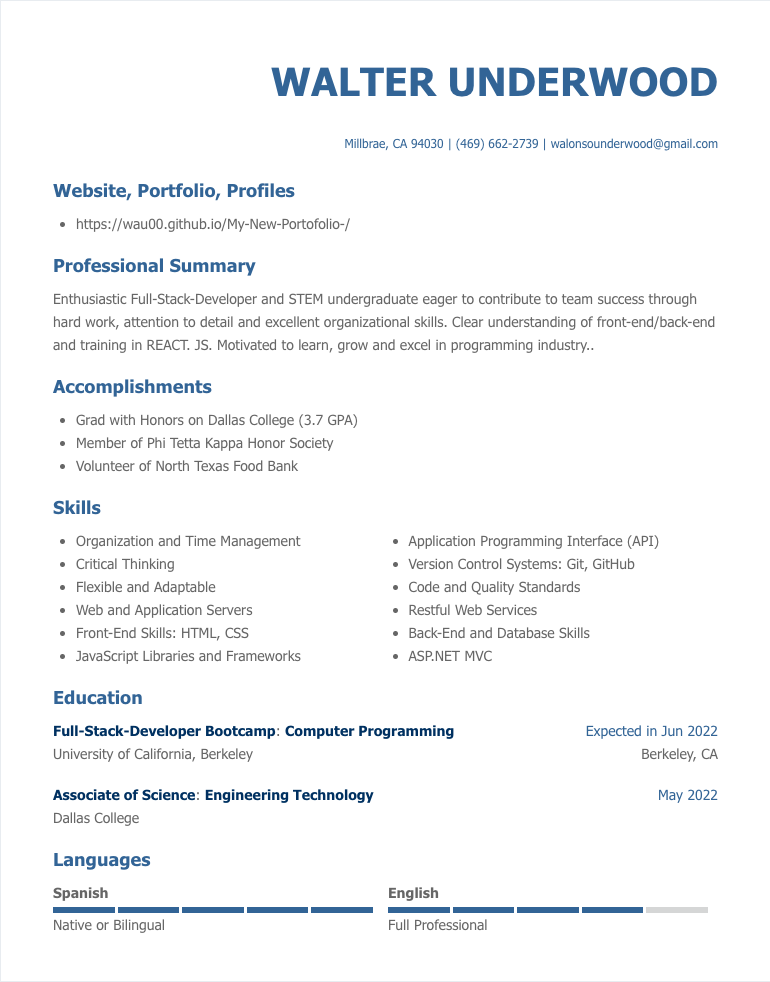 WALTER UNDERWOOD
Millbrae, CA 94030 | (469) 662-2739 | walonsounderwood@gmail.com
Website, Portfolio, Profiles
• https://wau00.github.io/My-New-Portofolio-/
Professional Summary
Enthusiastic Full-Stack-Developer and STEM undergraduate eager to contribute to team success through
hard work, attention to detail and excellent organizational skills. Clear understanding of front-end/back-end
and training in REACT. JS. Motivated to learn, grow and excel in programming industry..
Accomplishments
• Grad with Honors on Dallas College (3.7 GPA)
• Member of Phi Tetta Kappa Honor Society
• Volunteer of North Texas Food Bank
Skills
• Organization and Time Management
• Critical Thinking
• Flexible and Adaptable
• Web and Application Servers
• Front-End Skills: HTML, CSS
• JavaScript Libraries and Frameworks
• Application Programming Interface (API)
• Version Control Systems: Git, GitHub
• Code and Quality Standards
• Restful Web Services
• Back-End and Database Skills
• ASP.NET MVC
Education
Full-Stack-Developer Bootcamp: Computer Programming Expected in Jun 2022
University of California, Berkeley Berkeley, CA
Associate of Science: Engineering Technology May 2022
Dallas College
Languages
Spanish
Native or Bilingual
English
Full Professional